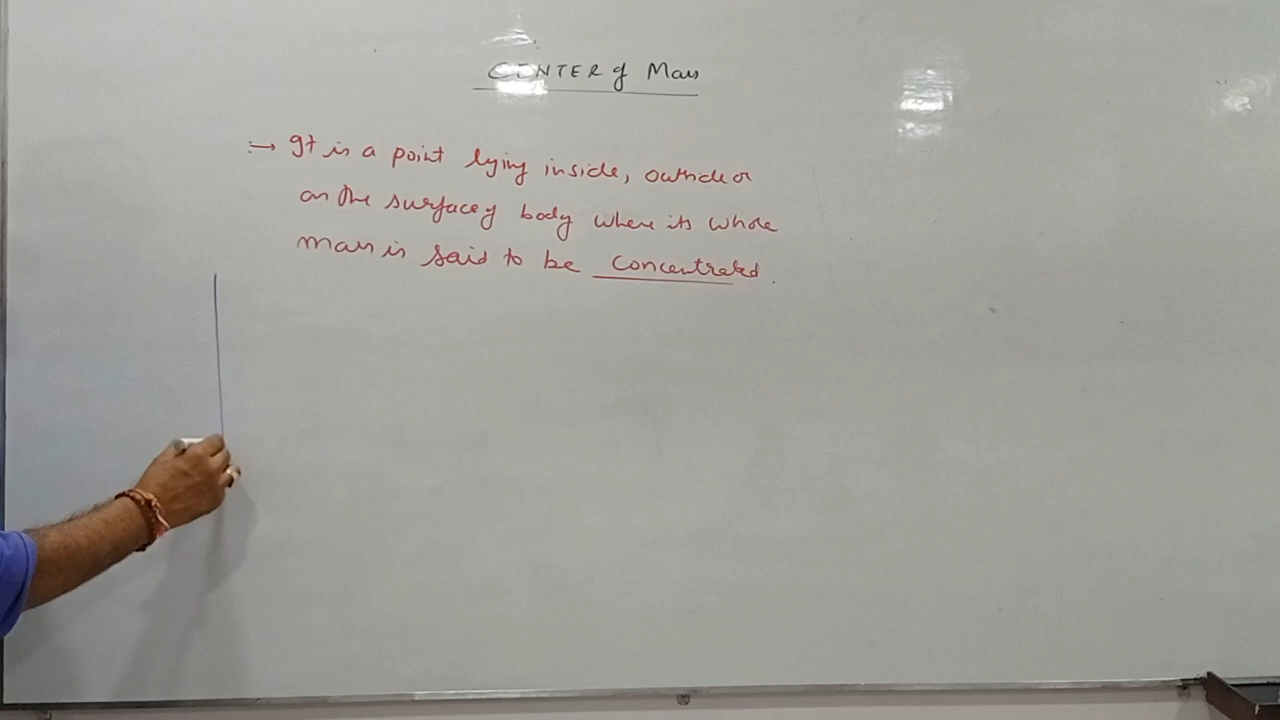 CENTER of Mass
:→ It is a point lying inside, outside or
on the surface of body where its whole
mass is said to be concentrated.